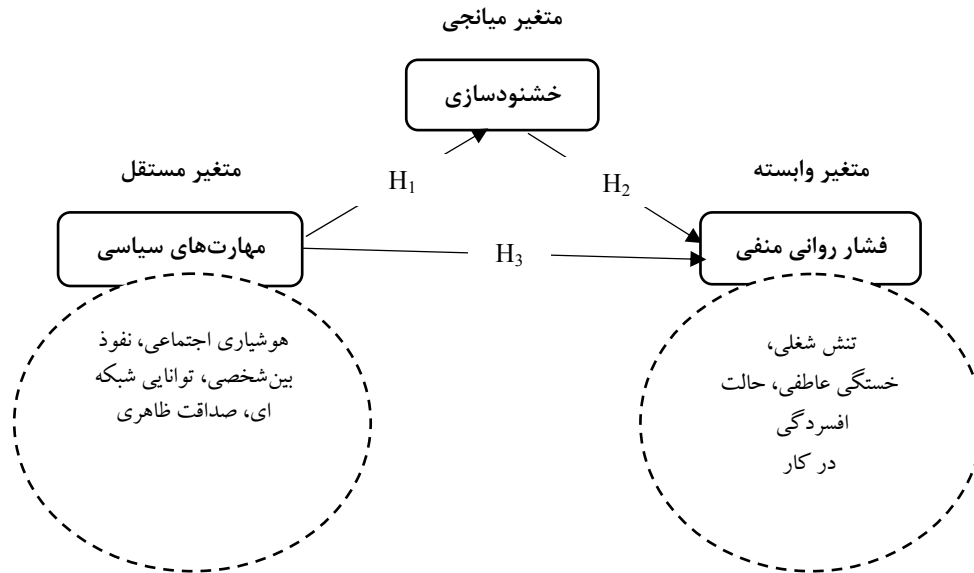 متغیر میانجی
خشنودسازی
متغیر مستقل
متغیر وابسته
H₁
H₂
مهارت‌های سیاسی
فشار روانی منفی
H₃
هوشیاری اجتماعی، نفوذ
بین‌شخصی، توانایی شبکه
ای، صداقت ظاهری
تنش شغلی،
خستگی عاطفی، حالت
افسردگی
در کار